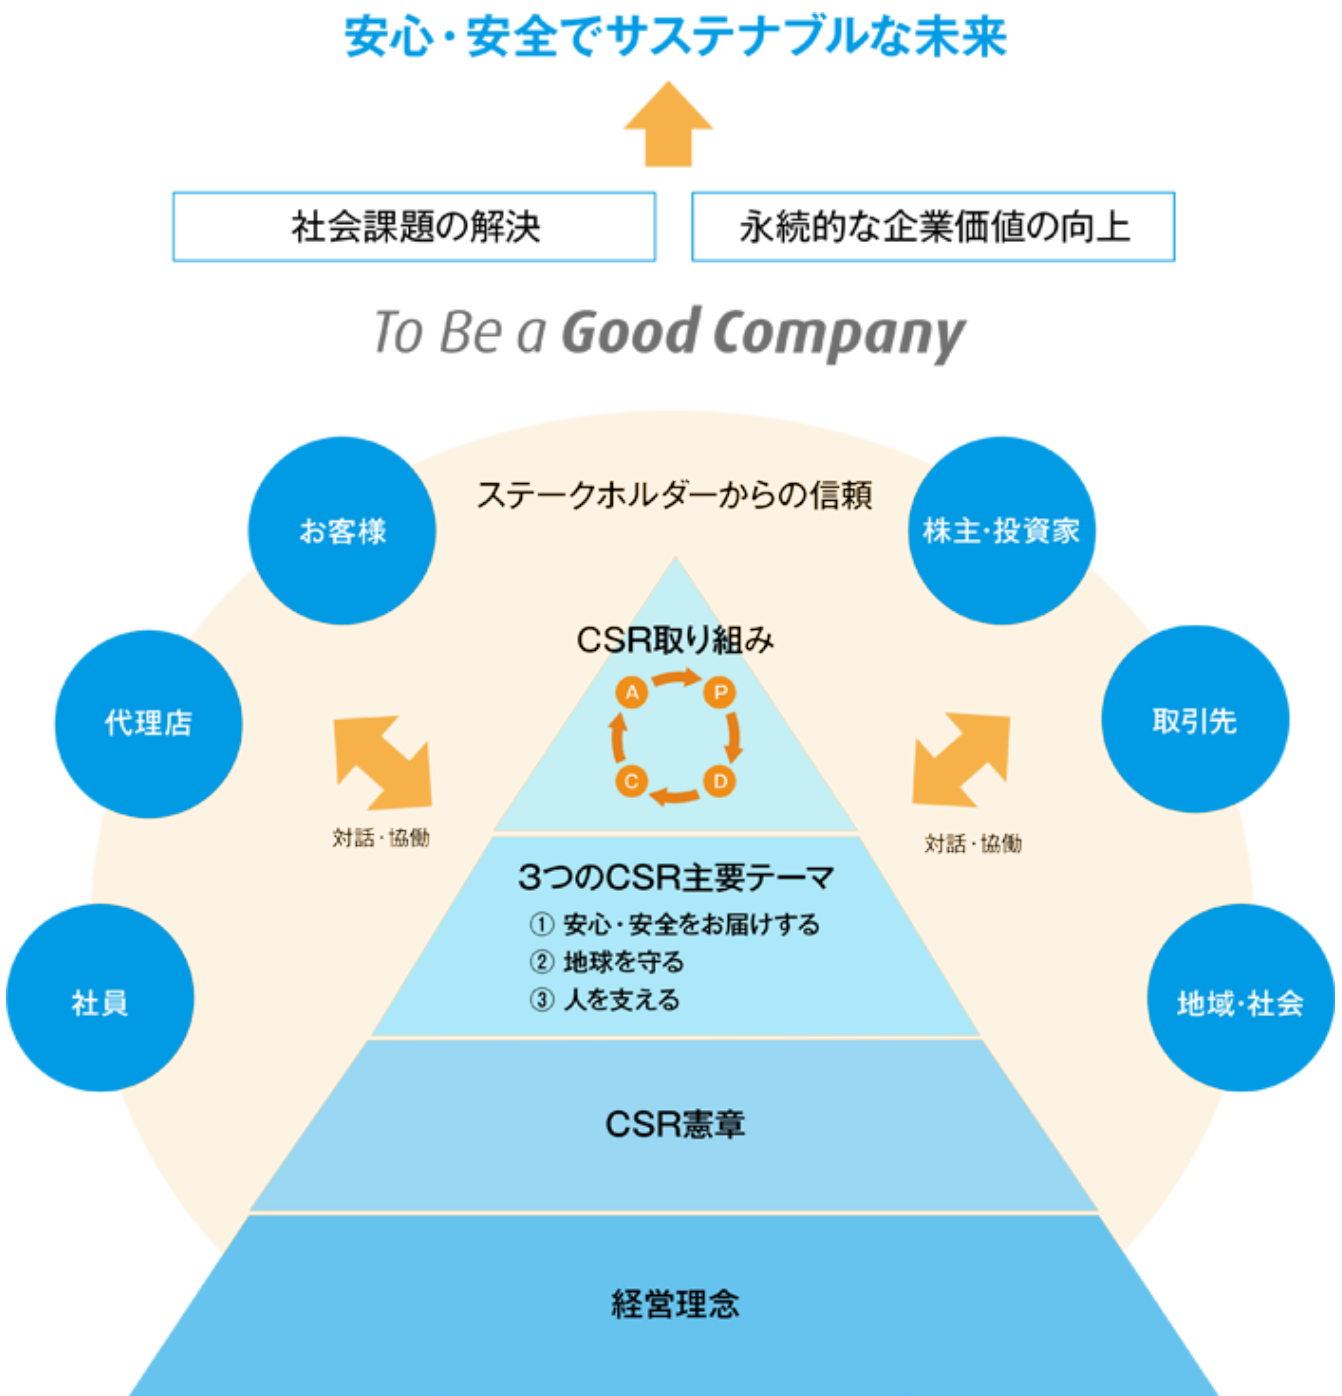 安心・安全でサステナブルな未来
社会課題の解決
永続的な企業価値の向上
To Be a Good Company
ステークホルダーからの信頼
お客様
株主・投資家
代理店
取引先
社員
地域・社会
対話・協働
対話・協働
CSR取り組み
A
P
C
D
3つのCSR主要テーマ
① 安心・安全をお届けする
② 地球を守る
③ 人を支える
CSR憲章
経営理念